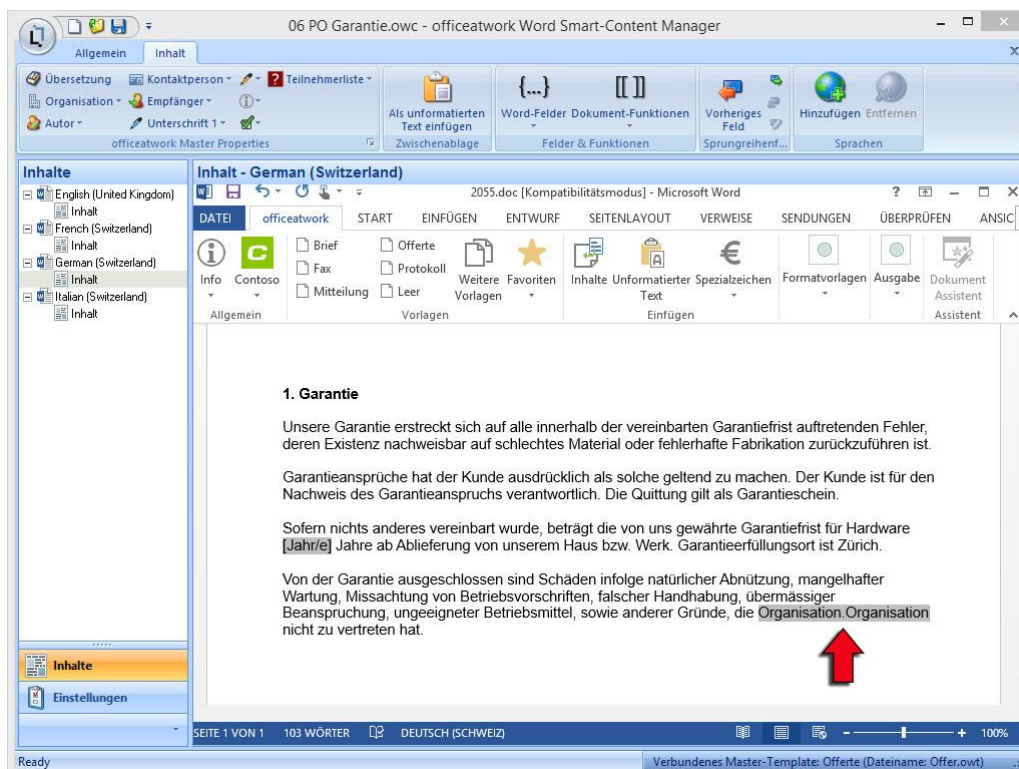 06 PO Garantie.owc - officeatwork Word Smart-Content Manager
Allgemein Inhalt
Übersetzung Kontaktperson Teilnehmerliste
Organisation Empfänger
Autor Unterschrift 1
officeatwork Master Properties
Als unformatierten
Text einfügen
Zwischenablage
{...} [[ ]]
Word-Felder Dokument-Funktionen
Felder & Funktionen
Vorheriges
Feld
Sprungreihenf...
Hinzufügen Entfernen
Sprachen
Inhalte
English (United Kingdom)
Inhalt
French (Switzerland)
Inhalt
German (Switzerland)
Inhalt
Italian (Switzerland)
Inhalt
Inhalte
Einstellungen
Inhalt - German (Switzerland)
2055.doc [Kompatibilitätsmodus] - Microsoft Word
DATEI officeatwork START EINFÜGEN ENTWURF SEITENLAYOUT VERWEISE SENDUNGEN ÜBERPRÜFEN ANSIC
Info
Contoso
Allgemein
Brief Offerte
Fax Protokoll
Mitteilung Leer
Weitere
Vorlagen
Favoriten
Vorlagen
Inhalte
Unformatierter
Text
Spezialzeichen
Einfügen
Formatvorlagen
Ausgabe
Dokument
Assistent
Assistent
1. Garantie
Unsere Garantie erstreckt sich auf alle innerhalb der vereinbarten Garantiefrist auftretenden Fehler,
deren Existenz nachweisbar auf schlechtes Material oder fehlerhafte Fabrikation zurückzuführen ist.
Garantieansprüche hat der Kunde ausdrücklich als solche geltend zu machen. Der Kunde ist für den
Nachweis des Garantieanspruchs verantwortlich. Die Quittung gilt als Garantieschein.
Sofern nichts anderes vereinbart wurde, beträgt die von uns gewährte Garantiefrist für Hardware
[Jahr/e] Jahre ab Ablieferung von unserem Haus bzw. Werk. Garantieerfüllungsort ist Zürich.
Von der Garantie ausgeschlossen sind Schäden infolge natürlicher Abnützung, mangelhafter
Wartung, Missachtung von Betriebsvorschriften, falscher Handhabung, übermässiger
Beanspruchung, ungeeigneter Betriebsmittel, sowie anderer Gründe, die Organisation.Organisation
nicht zu vertreten hat.
SEITE 1 VON 1 103 WÖRTER DEUTSCH (SCHWEIZ) 100%
Ready
Verbundenes Master-Template: Offerte (Dateiname: Offer.owt)